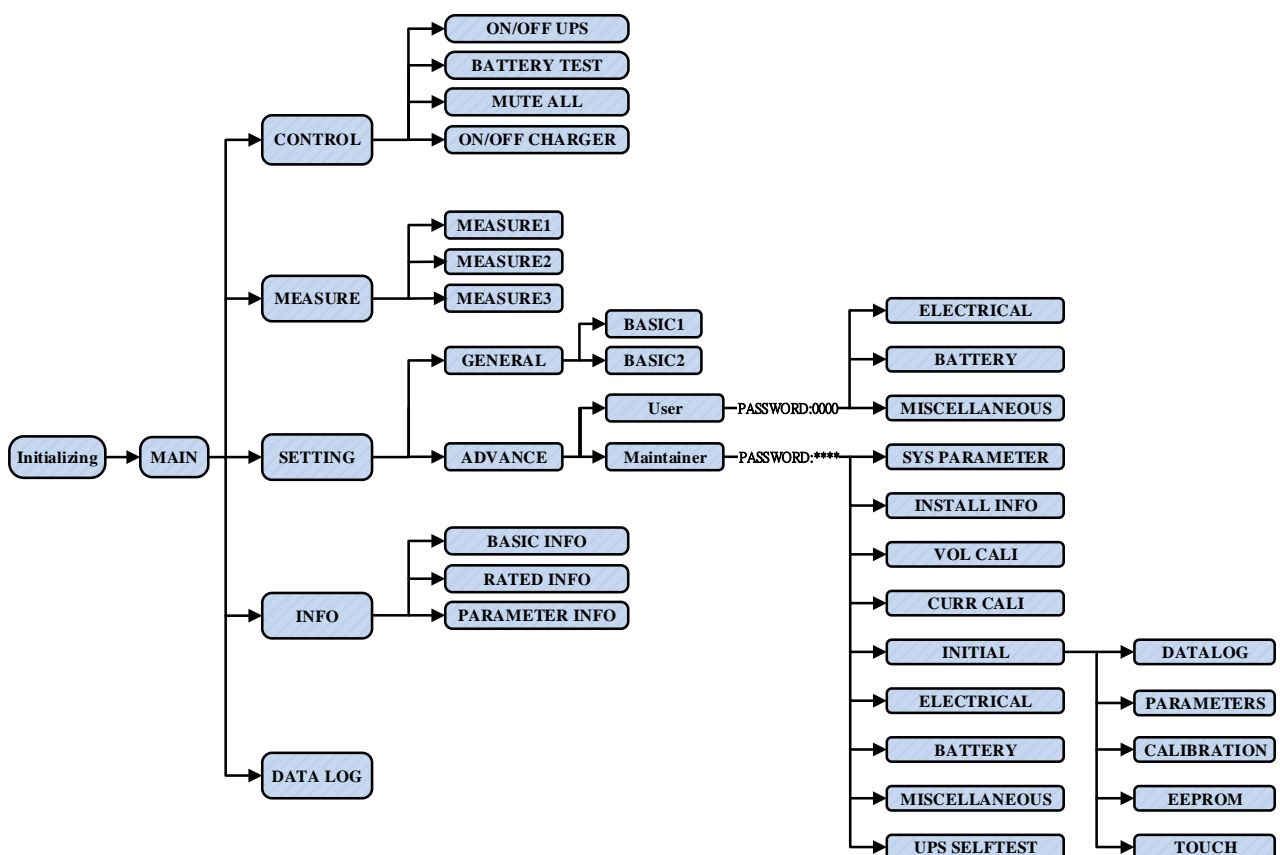 Initializing
MAIN
CONTROL
ON/OFF UPS
BATTERY TEST
MUTE ALL
ON/OFF CHARGER
MEASURE
MEASURE1
MEASURE2
MEASURE3
SETTING
GENERAL
BASIC1
BASIC2
ADVANCE
User
PASSWORD:0000
ELECTRICAL
BATTERY
MISCELLANEOUS
Maintainer
PASSWORD:****
SYS PARAMETER
INSTALL INFO
VOL CALI
CURR CALI
INITIAL
DATALOG
PARAMETERS
CALIBRATION
EEPROM
TOUCH
ELECTRICAL
BATTERY
MISCELLANEOUS
UPS SELFTEST
INFO
BASIC INFO
RATED INFO
PARAMETER INFO
DATA LOG